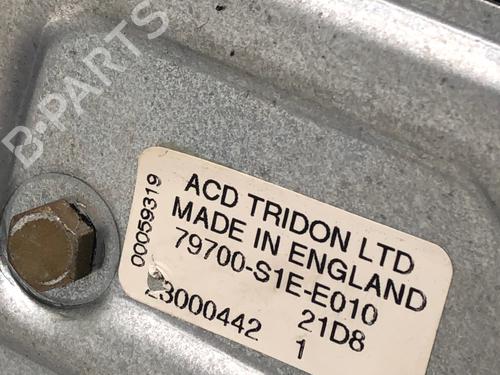 B-PARTS
ACD TRIDON LTD
MADE IN ENGLAND
79700-S1E-E010
23000442 21D8
1
00059319